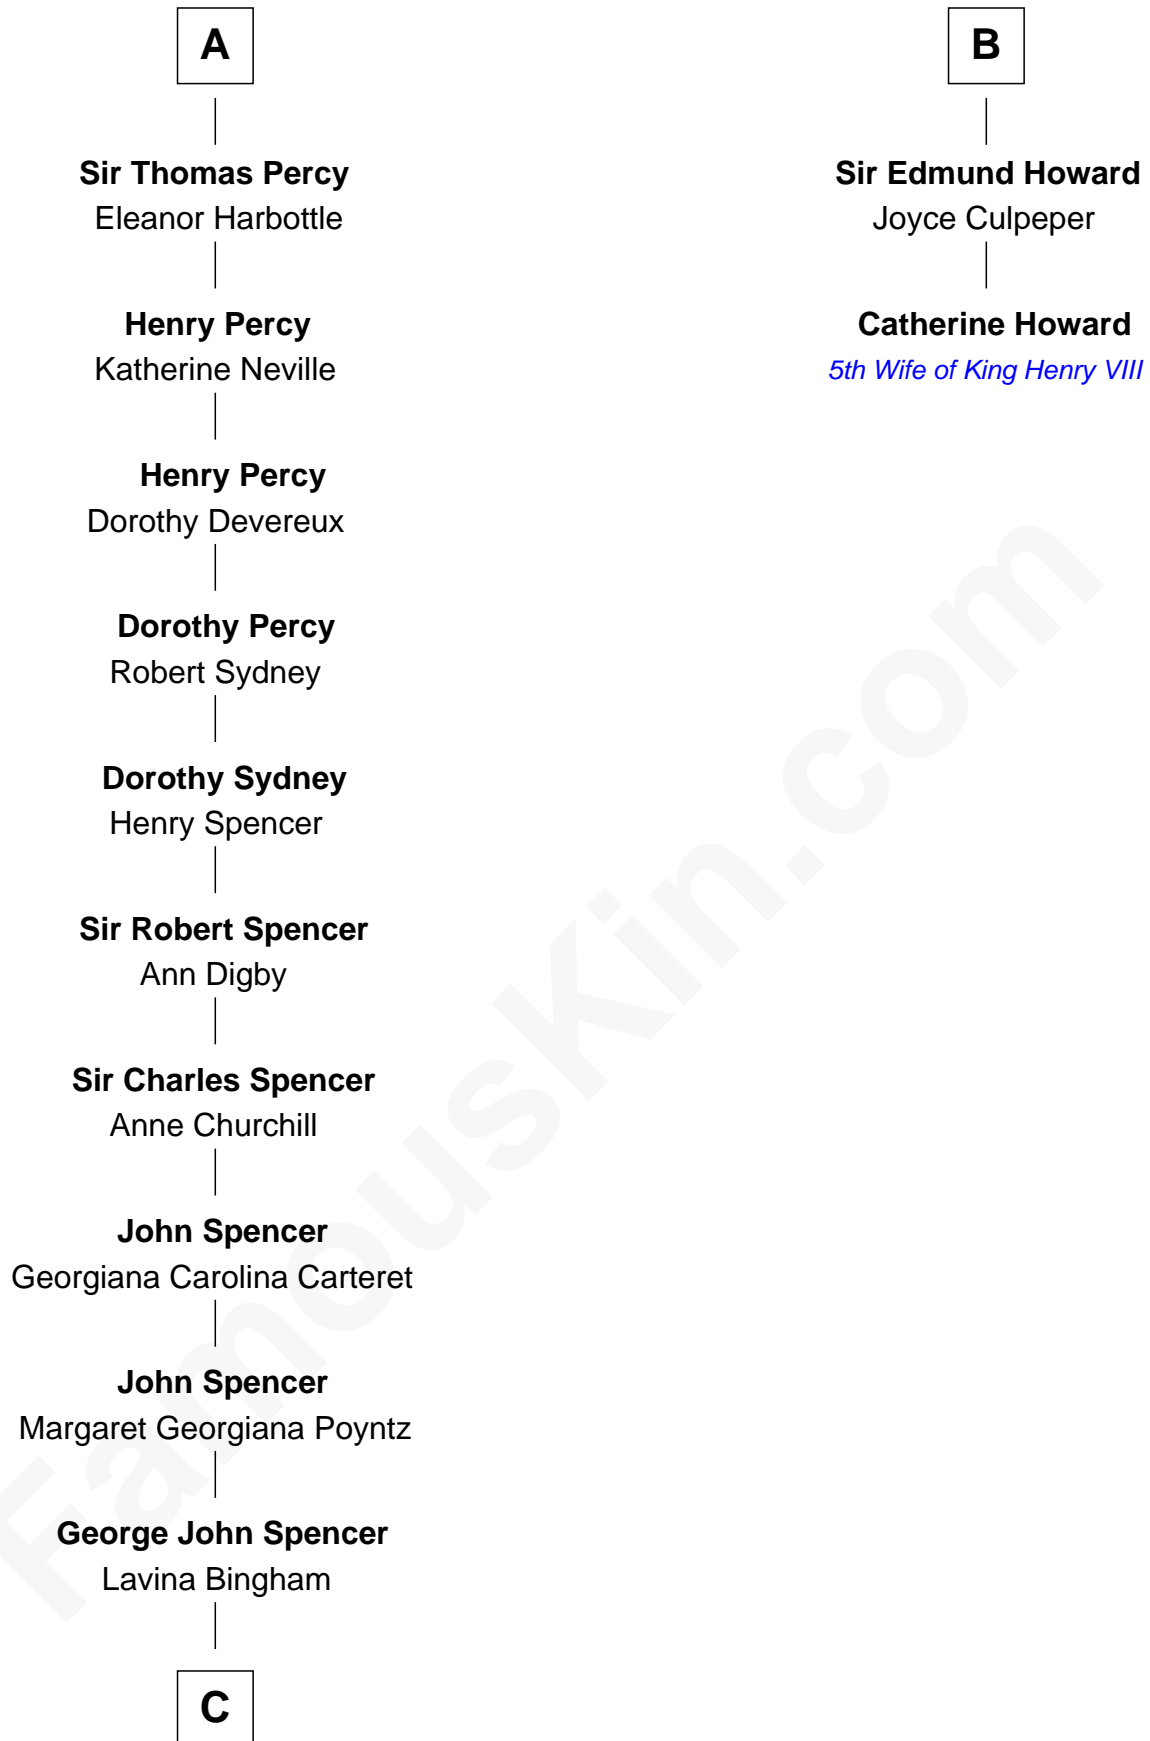 A
Sir Thomas Percy
Eleanor Harbottle
Henry Percy
Katherine Neville
Henry Percy
Dorothy Devereux
Dorothy Percy
Robert Sydney
Dorothy Sydney
Henry Spencer
Sir Robert Spencer
Ann Digby
Sir Charles Spencer
Anne Churchill
John Spencer
Georgiana Carolina Carteret
John Spencer
Margaret Georgiana Poyntz
George John Spencer
Lavina Bingham
C
B
Sir Edmund Howard
Joyce Culpeper
Catherine Howard
5th Wife of King Henry VIII
FamousKin.com